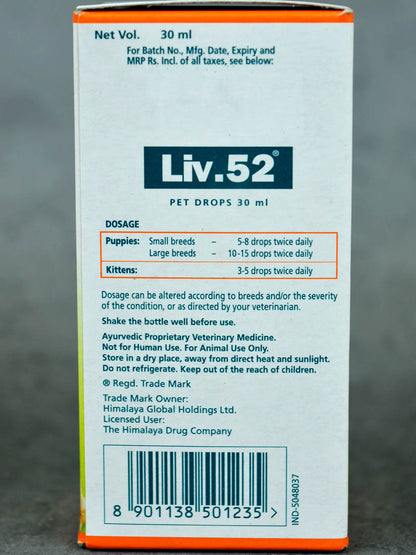 Net Vol. 30 ml
For Batch No., Mfg. Date, Expiry and
MRP Rs. Incl. of all taxes, see below:
Liv.52®
PET DROPS 30 ml
DOSAGE
Puppies: Small breeds – 5-8 drops twice daily
Large breeds – 10-15 drops twice daily
Kittens: 3-5 drops twice daily
Dosage can be altered according to breeds and/or the severity
of the condition, or as directed by your veterinarian.
Shake the bottle well before use.
Ayurvedic Proprietary Veterinary Medicine.
Not for Human Use. For Animal Use Only.
Store in a dry place, away from direct heat and sunlight.
Do not refrigerate. Keep out of the reach of children.
® Regd. Trade Mark
Trade Mark Owner:
Himalaya Global Holdings Ltd.
Licensed User:
The Himalaya Drug Company
8 901138 501235 >
IND-5048037